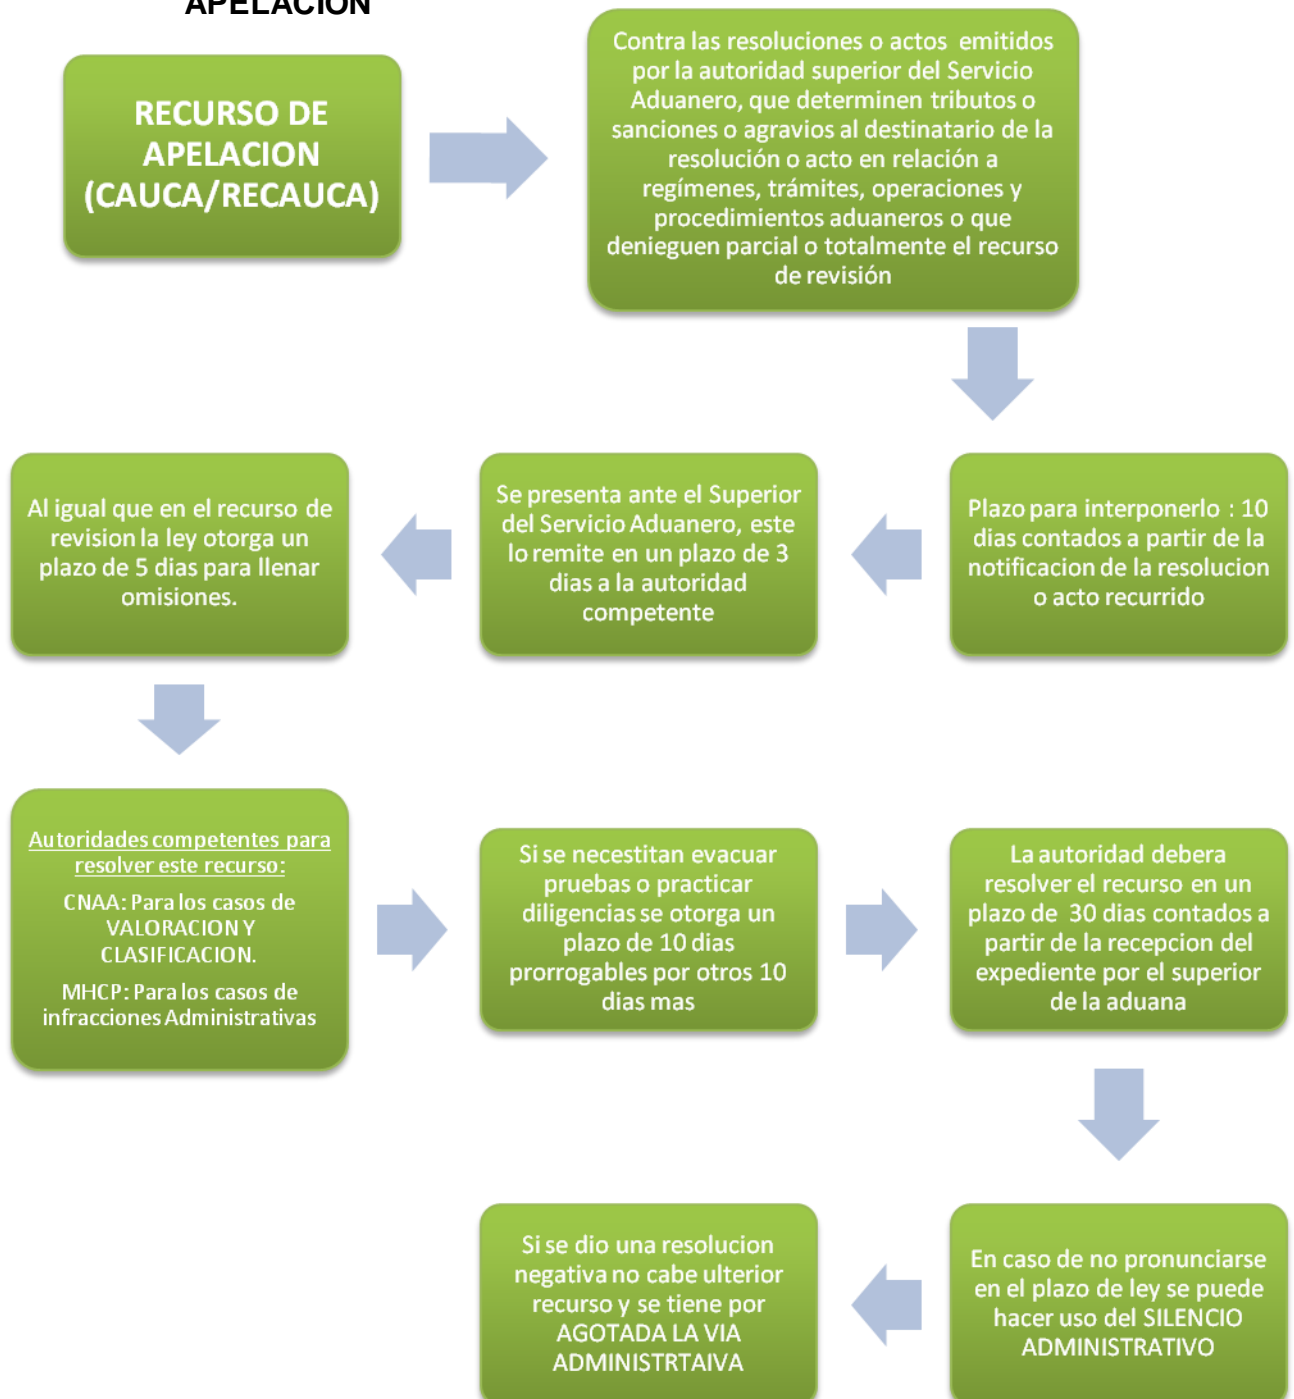 APELACION
RECURSO DE
APELACION
(CAUCA/RECAUCA)
Contra las resoluciones o actos emitidos
por la autoridad superior del Servicio
Aduanero, que determinen tributos o
sanciones o agravios al destinatario de la
resolución o acto en relación a
regímenes, trámites, operaciones y
procedimientos aduaneros o que
denieguen parcial o totalmente el recurso
de revisión
Plazo para interponerlo : 10
dias contados a partir de la
notificacion de la resolucion
o acto recurrido
Se presenta ante el Superior
del Servicio Aduanero, este
lo remite en un plazo de 3
dias a la autoridad
competente
Al igual que en el recurso de
revision la ley otorga un
plazo de 5 dias para llenar
omisiones.
Autoridades competentes para
resolver este recurso:
CNAA: Para los casos de
VALORACION Y
CLASIFICACION.
MHCP: Para los casos de
infracciones Administrativas
Si se necestitan evacuar
pruebas o practicar
diligencias se otorga un
plazo de 10 dias
prorrogables por otros 10
dias mas
La autoridad debera
resolver el recurso en un
plazo de 30 dias contados a
partir de la recepcion del
expediente por el superior
de la aduana
En caso de no pronunciarse
en el plazo de ley se puede
hacer uso del SILENCIO
ADMINISTRATIVO
Si se dio una resolucion
negativa no cabe ulterior
recurso y se tiene por
AGOTADA LA VIA
ADMINISTRTAIVA